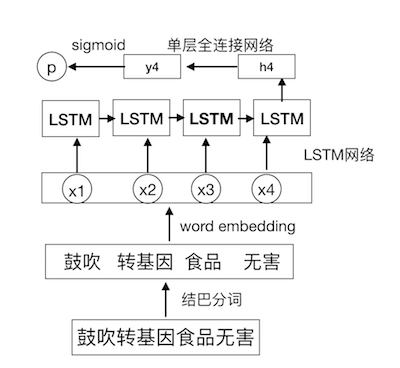 sigmoid 单层全连接网络
p y4 h4
LSTM LSTM LSTM LSTM
LSTM网络
x1 x2 x3 x4
word embedding
鼓吹 转基因 食品 无害
结巴分词
鼓吹转基因食品无害